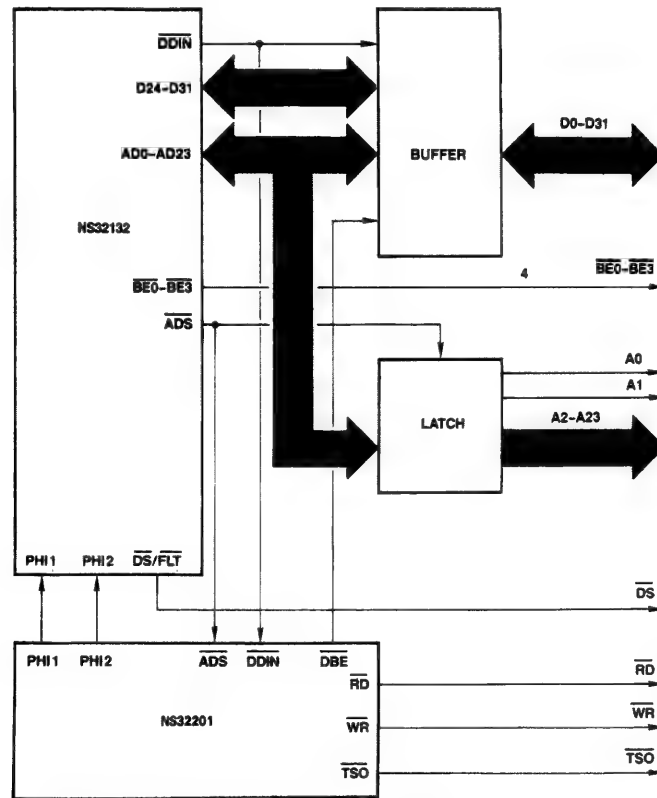 DDIN
D24-D31
D0-D31
AD0-AD23
BUFFER
NS32132
BE0-BE3
4
BE0-BE3
ADS
A0
A1
LATCH
A2-A23
PHI1 PHI2 DS/FLT
DS
PHI1 PHI2 ADS DDIN DBE
RD
RD
NS32201
WR
WR
TSO
TSO